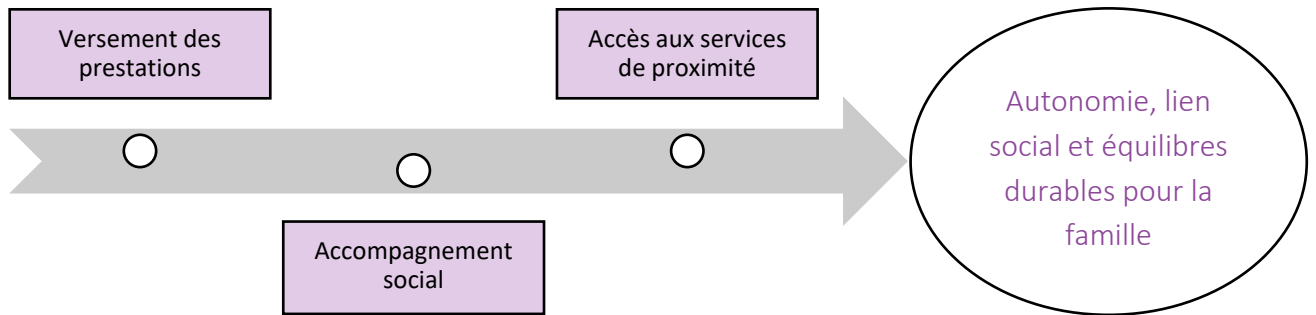 Versement des
prestations
Accompagnement
social
Accès aux services
de proximité
Autonomie, lien
social et équilibres
durables pour la
famille